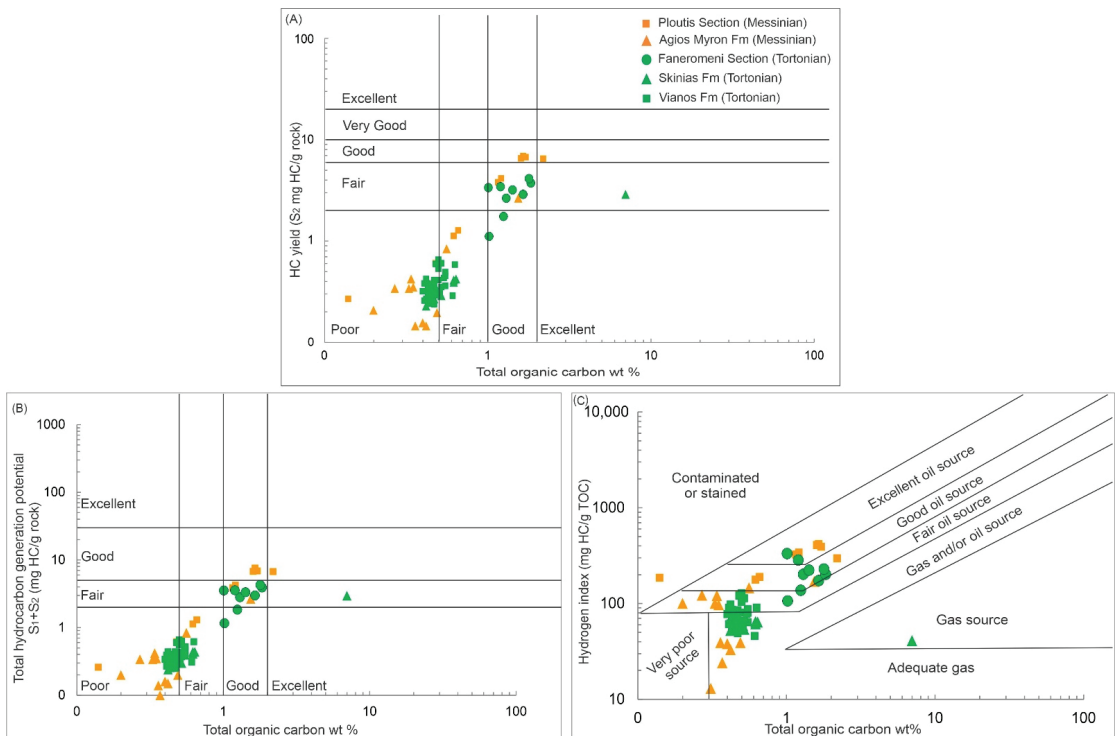 (A)
Ploutis Section (Messinian)
Agios Myron Fm (Messinian)
Faneromeni Section (Tortonian)
Skinias Fm (Tortonian)
Vianos Fm (Tortonian)
HC yield (S2 mg HC/g rock)
100
10
1
0
Excellent
Very Good
Good
Fair
Poor
Fair
Good
Excellent
0
1
10
100
Total organic carbon wt %
(B)
Total hydrocarbon generation potential
S1+S2 (mg HC/g rock)
1000
100
10
1
0
Excellent
Good
Fair
Poor
Fair
Good
Excellent
0
1
10
100
Total organic carbon wt %
(C)
Hydrogen index (mg HC/g TOC)
10,000
1000
100
10
Contaminated
or stained
Excellent oil source
Good oil source
Fair oil source
Gas and/or oil source
Gas source
Adequate gas
Very poor
source
0
1
10
100
Total organic carbon wt%